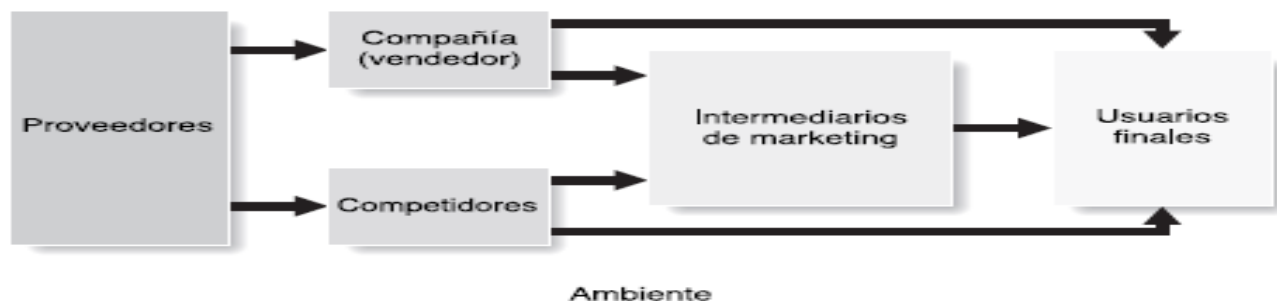 Compañía
(vendedor)
Proveedores
Intermediarios
de marketing
Usuarios
finales
Competidores
Ambiente